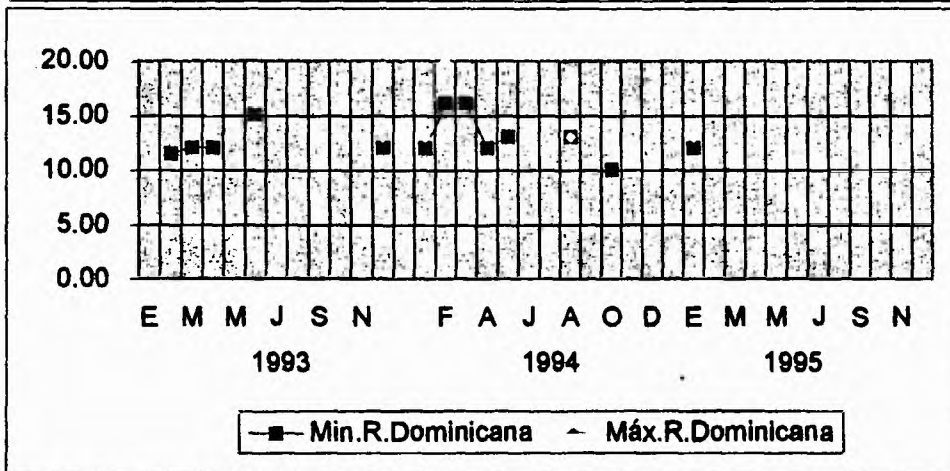 20.00
15.00
10.00
5.00
0.00
E M M J S N F A J A O D E M M J S N
1993 1994 1995
Min.R.Dominicana Máx.R.Dominicana